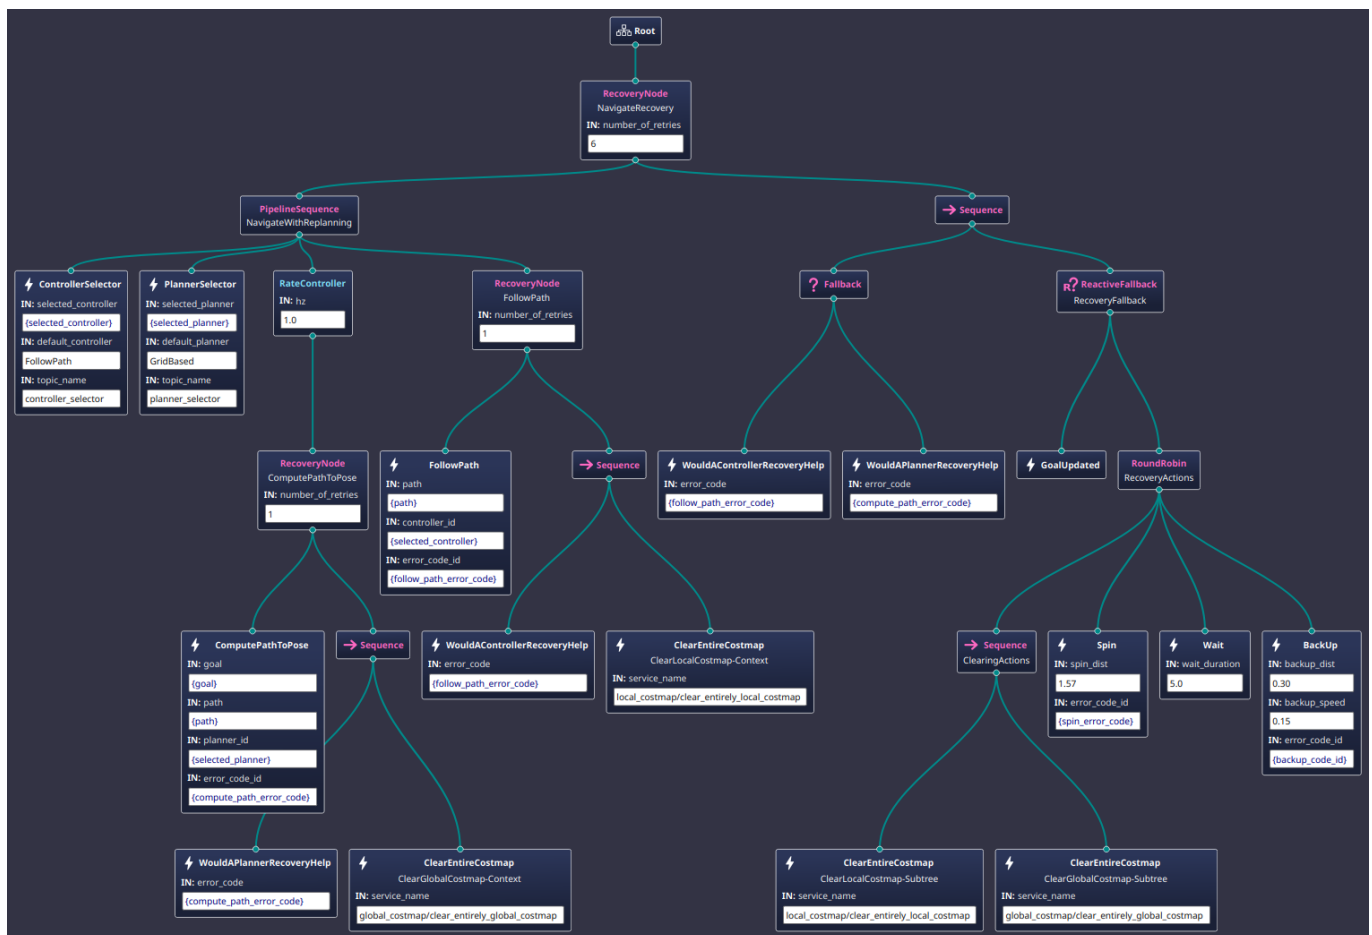 Root
RecoveryNode
NavigateRecovery
IN: number_of_retries
6
PipelineSequence
NavigateWithReplanning
Sequence
ControllerSelector
IN: selected_controller
{selected_controller}
IN: default_controller
FollowPath
IN: topic_name
controller_selector
PlannerSelector
IN: selected_planner
{selected_planner}
IN: default_planner
GridBased
IN: topic_name
planner_selector
RateController
IN: hz
1.0
RecoveryNode
FollowPath
IN: number_of_retries
1
? Fallback
R? ReactiveFallback
RecoveryFallback
RecoveryNode
ComputePathToPose
IN: number_of_retries
1
FollowPath
IN: path
{path}
IN: controller_id
{selected_controller}
IN: error_code_id
{follow_path_error_code}
Sequence
WouldAControllerRecoveryHelp
IN: error_code
{follow_path_error_code}
WouldAPlannerRecoveryHelp
IN: error_code
{compute_path_error_code}
GoalUpdated
RoundRobin
RecoveryActions
ComputePathToPose
IN: goal
{goal}
IN: path
{path}
IN: planner_id
{selected_planner}
IN: error_code_id
{compute_path_error_code}
Sequence
WouldAControllerRecoveryHelp
IN: error_code
{follow_path_error_code}
ClearEntireCostmap
ClearLocalCostmap-Context
IN: service_name
local_costmap/clear_entirely_local_costmap
Sequence
ClearingActions
Spin
IN: spin_dist
1.57
IN: error_code_id
{spin_error_code}
Wait
IN: wait_duration
5.0
BackUp
IN: backup_dist
0.30
IN: backup_speed
0.15
IN: error_code_id
{backup_code_id}
WouldAPlannerRecoveryHelp
IN: error_code
{compute_path_error_code}
ClearEntireCostmap
ClearGlobalCostmap-Context
IN: service_name
global_costmap/clear_entirely_global_costmap
ClearEntireCostmap
ClearLocalCostmap-Subtree
IN: service_name
local_costmap/clear_entirely_local_costmap
ClearEntireCostmap
ClearGlobalCostmap-Subtree
IN: service_name
global_costmap/clear_entirely_global_costmap